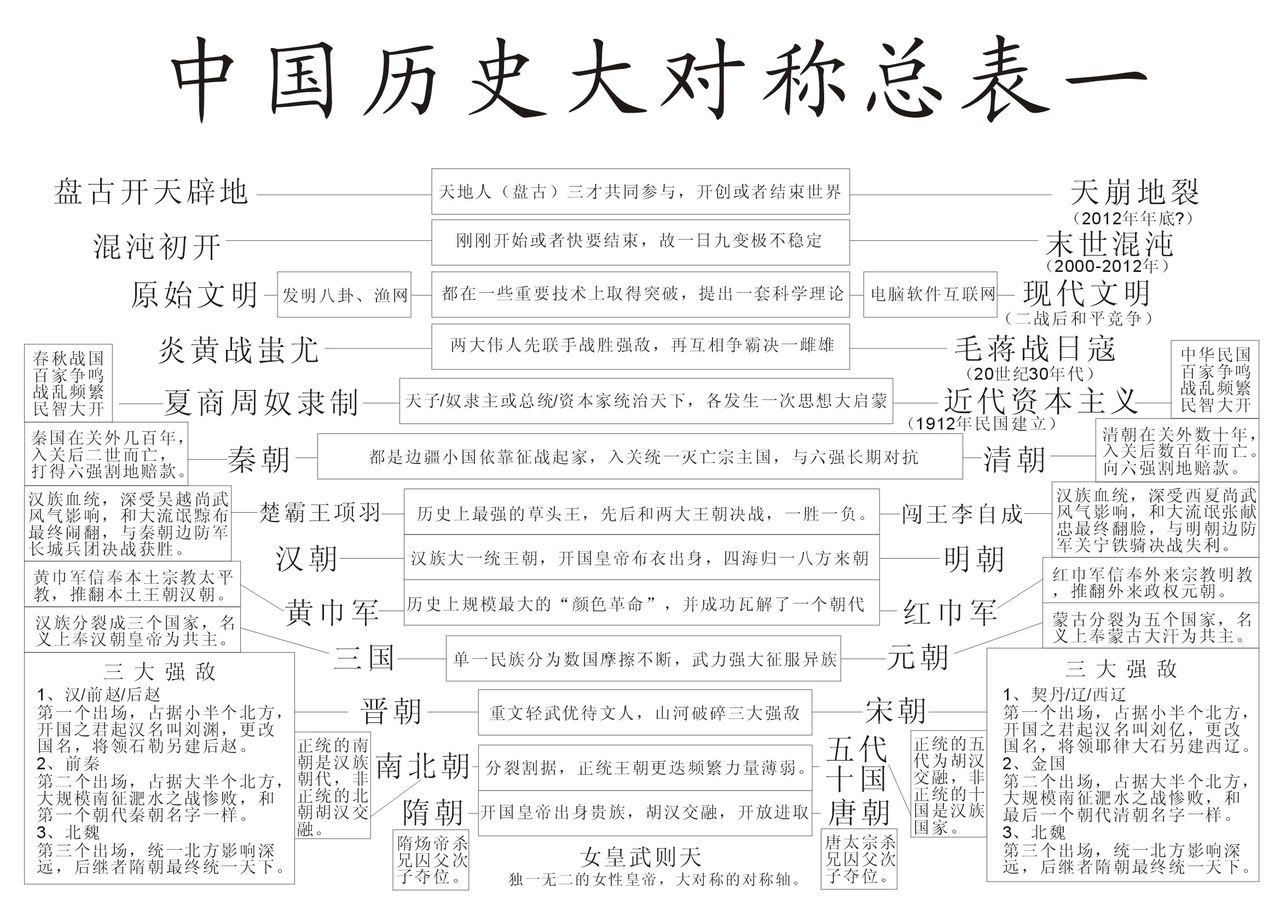 中国历史大对称总表一
盘古开天辟地
天地人（盘古）三才共同参与，开创或者结束世界
天崩地裂
（2012年年底?）
混沌初开
刚刚开始或者快要结束，故一日九变极不稳定
末世混沌
（2000-2012年）
原始文明
发明八卦、渔网
都在一些重要技术上取得突破，提出一套科学理论
电脑软件互联网
现代文明
（二战后和平竞争）
炎黄战蚩尤
两大伟人先联手战胜强敌，再互相争霸决一雌雄
毛蒋战日寇
（20世纪30年代）
春秋战国
百家争鸣
战乱频繁
民智大开
夏商周奴隶制
天子/奴隶主或总统/资本家统治天下，各发生一次思想大启蒙
近代资本主义
（1912年民国建立）
中华民国
百家争鸣
战乱频繁
民智大开
秦国在关外几百年，
入关后二世而亡，
打得六强割地赔款。
秦朝
都是边疆小国依靠征战起家，入关统一灭亡宗主国，与六强长期对抗
清朝
清朝在关外数十年，
入关后数百年而亡。
向六强割地赔款。
汉族血统，深受吴越尚武
风气影响，和大流氓黥布
最终闹翻，与秦朝边防军
长城兵团决战获胜。
楚霸王项羽
历史上最强的草头王，先后和两大王朝决战，一胜一负。
闯王李自成
汉族血统，深受西夏尚武
风气影响，和大流氓张献
忠最终翻脸，与明朝边防
军关宁铁骑决战失利。
汉朝
汉族大一统王朝，开国皇帝布衣出身，四海归一八方来朝
明朝
黄巾军信奉本土宗教太平
教，推翻本土王朝汉朝。
黄巾军
历史上规模最大的“颜色革命”，并成功瓦解了一个朝代
红巾军
红巾军信奉外来宗教明教
，推翻外来政权元朝。
汉族分裂成三个国家，名
义上奉汉朝皇帝为共主。
三国
单一民族分为数国摩擦不断，武力强大征服异族
元朝
蒙古分裂为五个国家，名
义上奉蒙古大汗为共主。
三大强敌
1、汉/前赵/后赵
第一个出场，占据小半个北方，
开国之君起汉名叫刘渊，更改
国名，将领石勒另建后赵。
2、前秦
第二个出场，占据大半个北方，
大规模南征淝水之战惨败，和
第一个朝代秦朝名字一样。
3、北魏
第三个出场，统一北方影响深
远，后继者隋朝最终统一天下。
晋朝
重文轻武优待文人，山河破碎三大强敌
宋朝
三大强敌
1、契丹/辽/西辽
第一个出场，占据小半个北方，
开国之君起汉名叫刘亿，更改
国名，将领耶律大石另建西辽。
2、金国
第二个出场，占据大半个北方，
大规模南征淝水之战惨败，和
最后一个朝代清朝名字一样。
3、北魏
第三个出场，统一北方影响深
远，后继者隋朝最终统一天下。
正统的南
朝是汉族
朝代，非
正统的北
朝胡汉交
融。
南北朝
分裂割据，正统王朝更迭频繁力量薄弱。
五代
十国
正统的五
代为胡汉
交融，非
正统的十
国是汉族
国家。
隋朝
开国皇帝出身贵族，胡汉交融，开放进取
唐朝
隋炀帝杀
兄囚父次
子夺位。
唐太宗杀
兄囚父次
子夺位。
女皇武则天
独一无二的女性皇帝，大对称的对称轴。